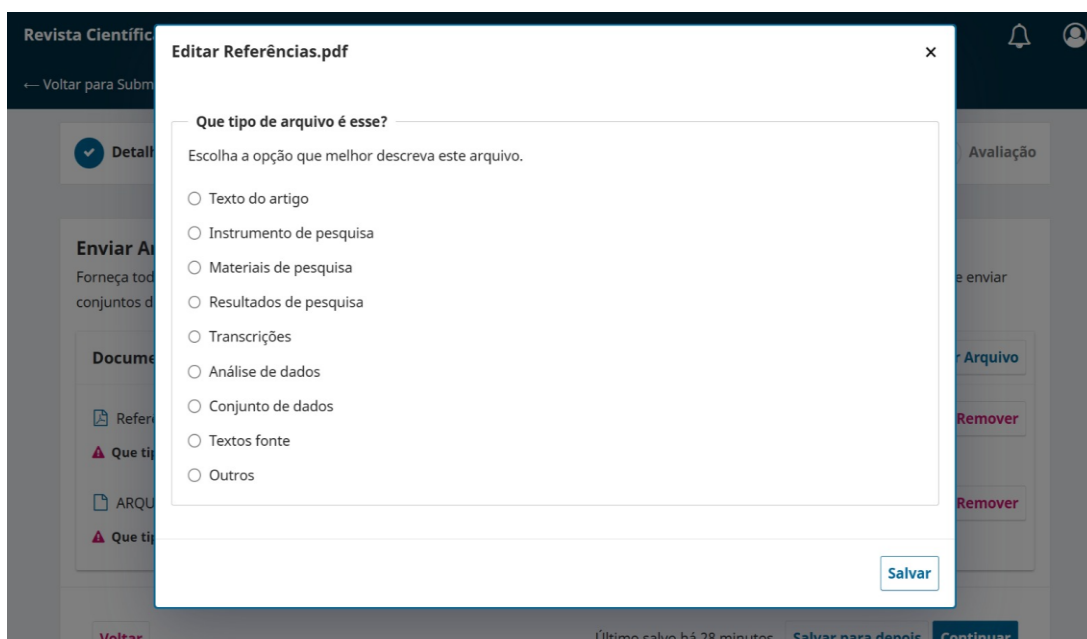 Revista Científic
← Voltar para Subm
Editar Referências.pdf
Que tipo de arquivo é esse?
Escolha a opção que melhor descreva este arquivo.
Texto do artigo
Instrumento de pesquisa
Materiais de pesquisa
Resultados de pesquisa
Transcrições
Análise de dados
Conjunto de dados
Textos fonte
Outros
Salvar
Detalh
Avaliação
Enviar Ar
Forneça tod
e enviar
conjuntos d
Docume
r Arquivo
Refere
Remover
Que tip
ARQU
Remover
Que tip
Voltar
Último salvo há 28 minutos
Salvar para depois
Continuar